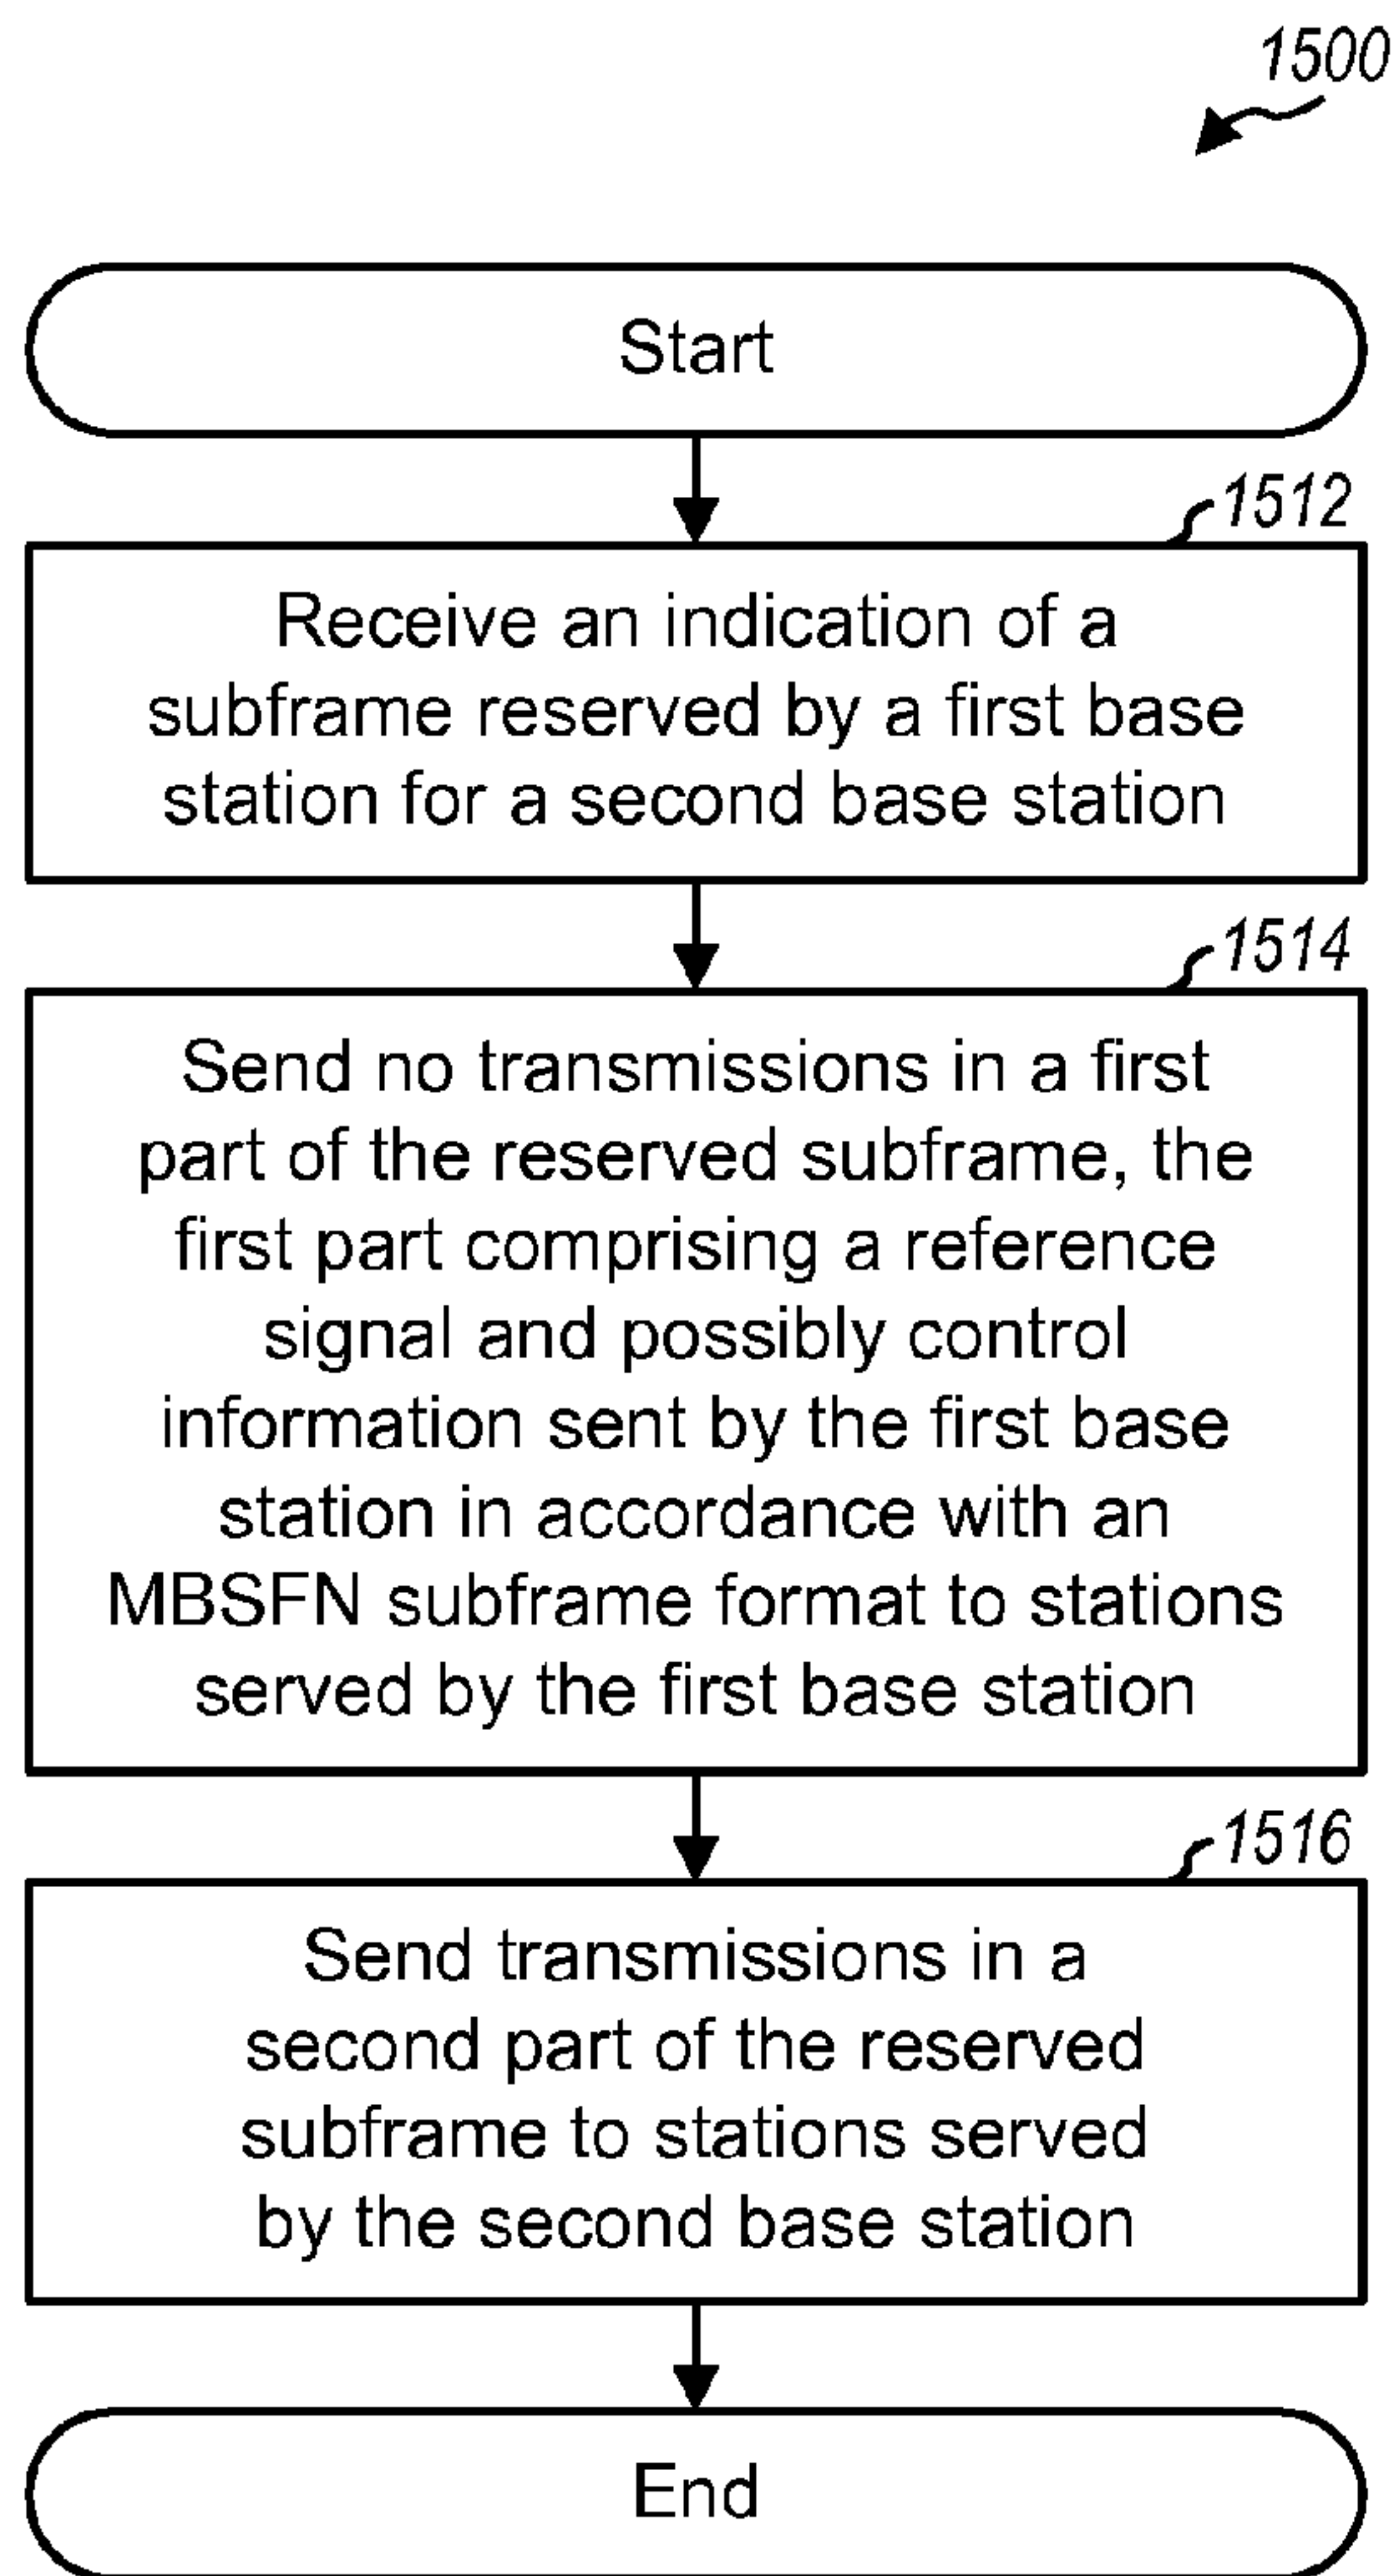 1500
Start
1512
Receive an indication of a
subframe reserved by a first base
station for a second base station
1514
Send no transmissions in a first
part of the reserved subframe, the
first part comprising a reference
signal and possibly control
information sent by the first base
station in accordance with an
MBSFN subframe format to stations
served by the first base station
1516
Send transmissions in a
second part of the reserved
subframe to stations served
by the second base station
End